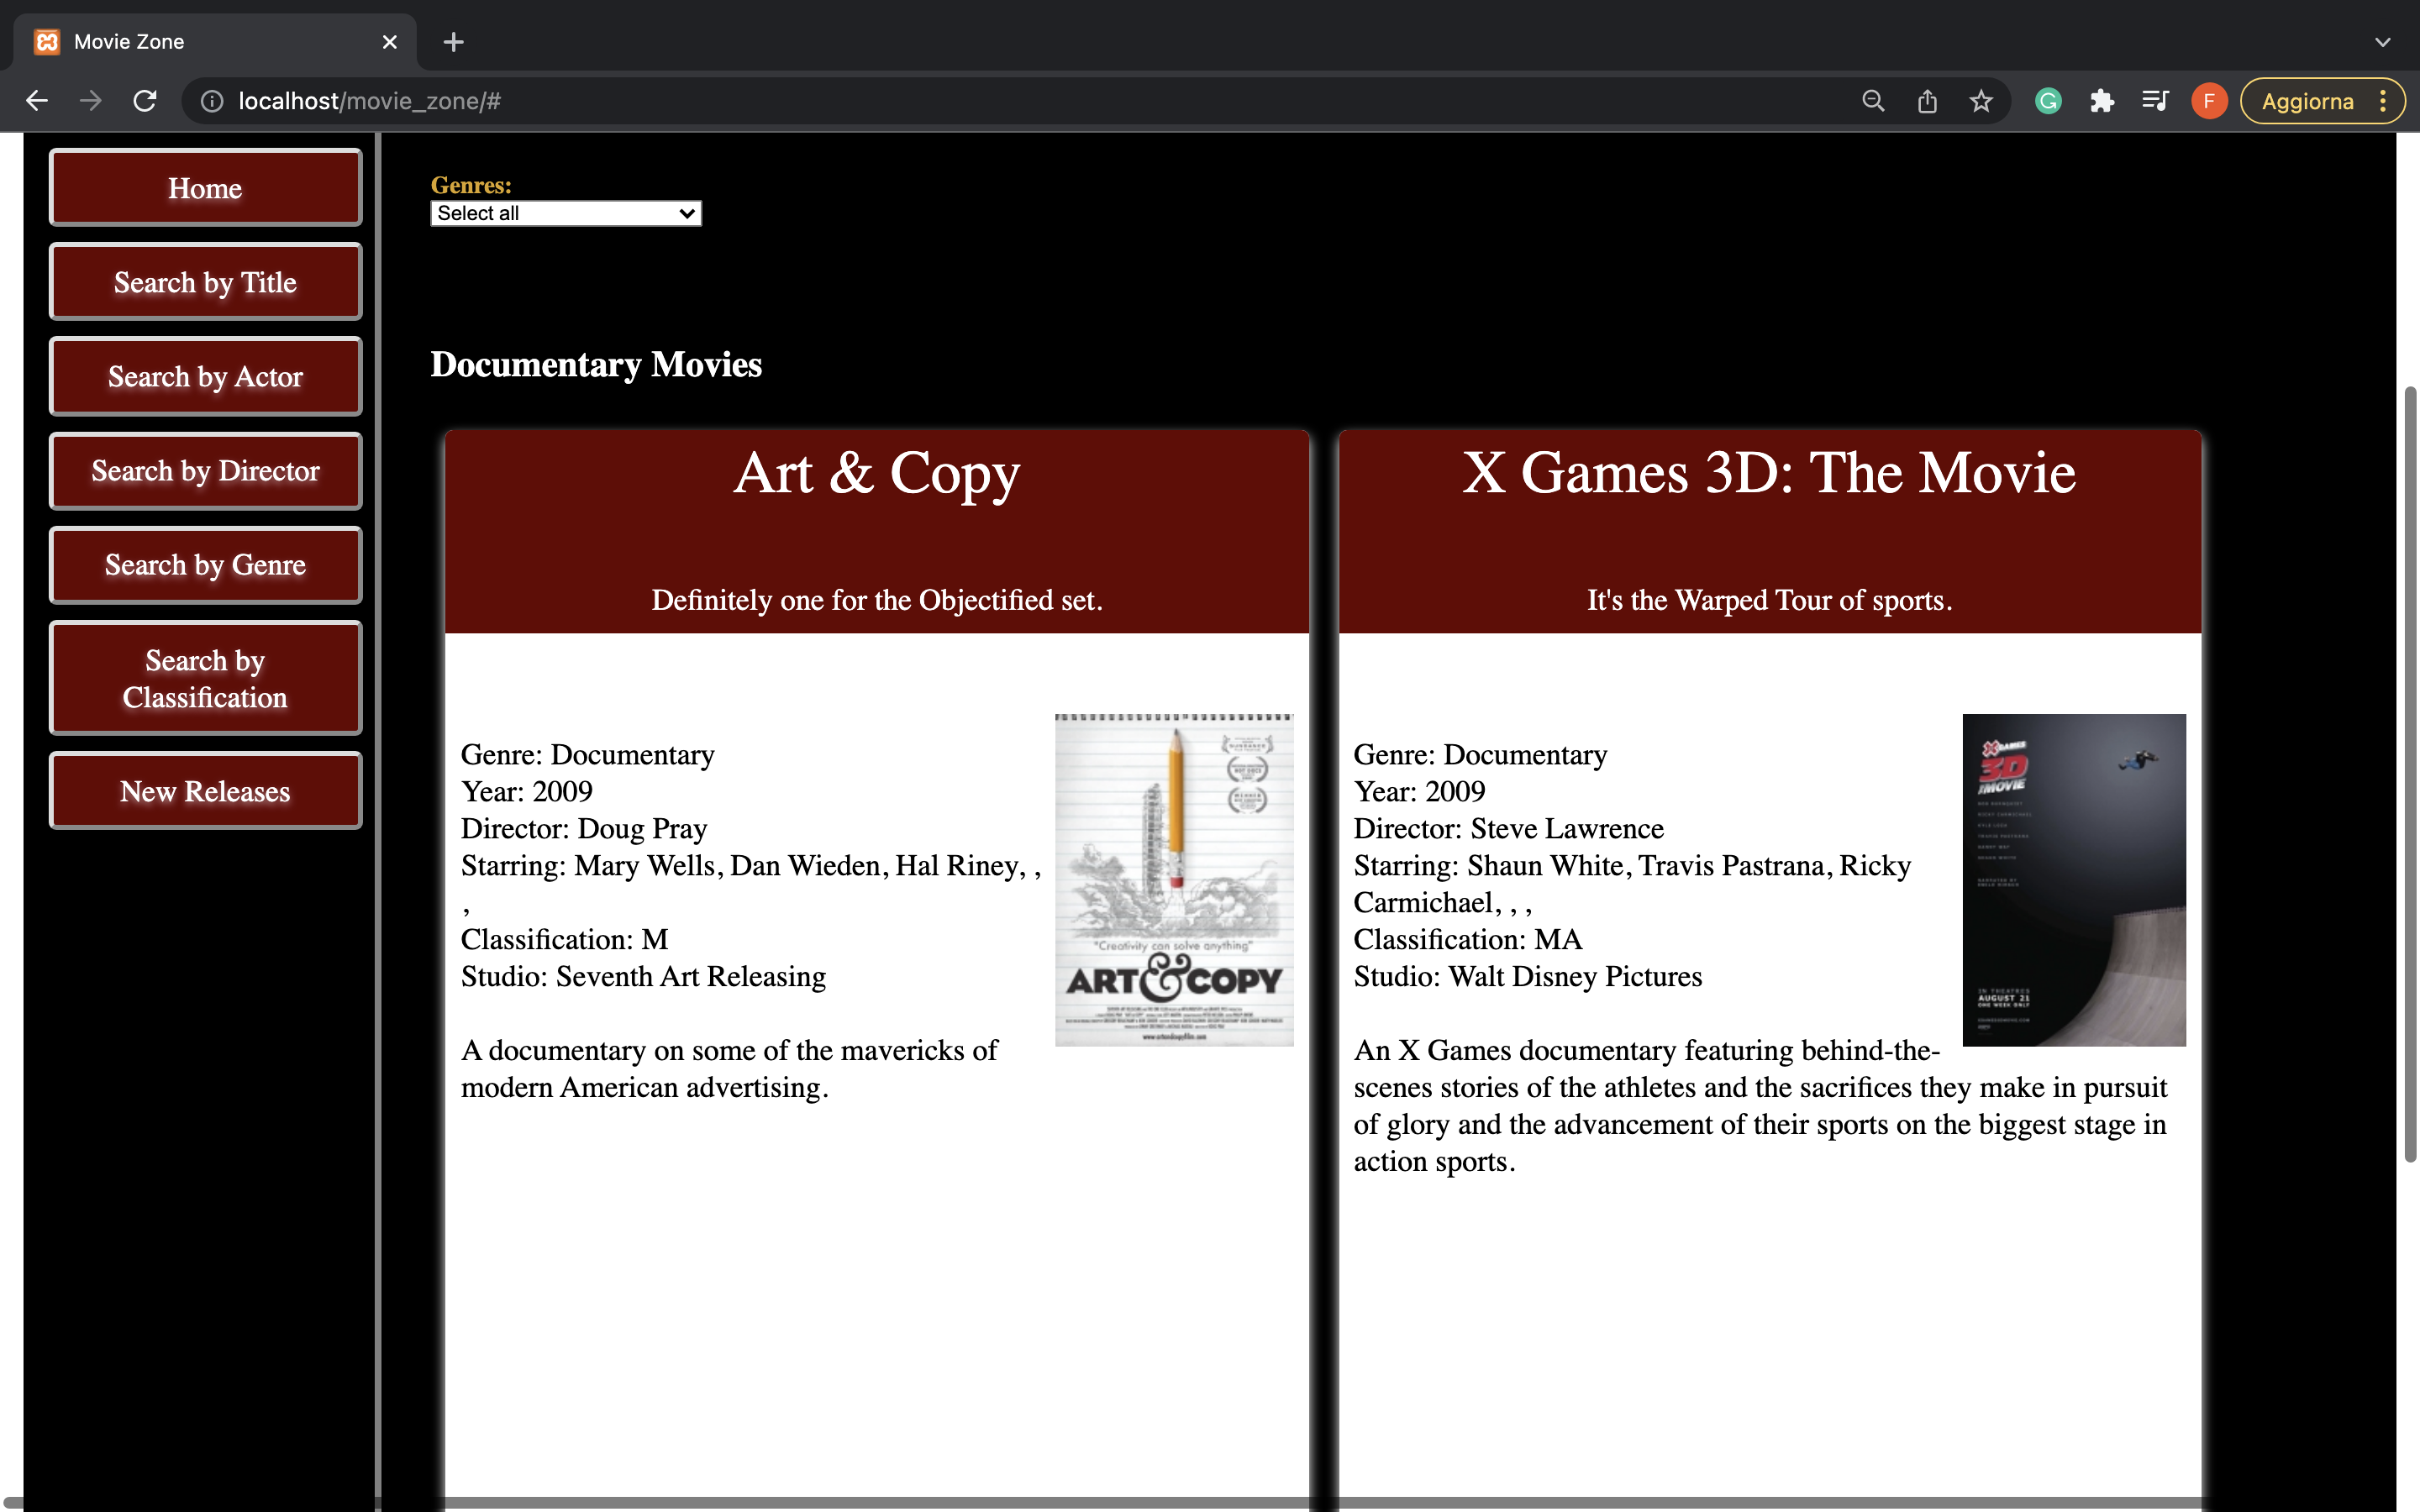 Movie Zone
localhost/movie_zone/#
G
F
Aggiorna
Home
Search by Title
Search by Actor
Search by Director
Search by Genre
Search by
Classification
New Releases
Genres:
Select all
Documentary Movies
Art & Copy
Definitely one for the Objectified set.
Genre: Documentary
Year: 2009
Director: Doug Pray
Starring: Mary Wells, Dan Wieden, Hal Riney, ,
,
Classification: M
Studio: Seventh Art Releasing
A documentary on some of the mavericks of
modern American advertising.
"Creativity can solve anything"
ART&COPY
X Games 3D: The Movie
It's the Warped Tour of sports.
Genre: Documentary
Year: 2009
Director: Steve Lawrence
Starring: Shaun White, Travis Pastrana, Ricky
Carmichael, , ,
Classification: MA
Studio: Walt Disney Pictures
An X Games documentary featuring behind-the-
scenes stories of the athletes and the sacrifices they make in pursuit
of glory and the advancement of their sports on the biggest stage in
action sports.
X GAMES
3D
THE MOVIE
IN THEATRES
AUGUST 21
ONE WEEK ONLY